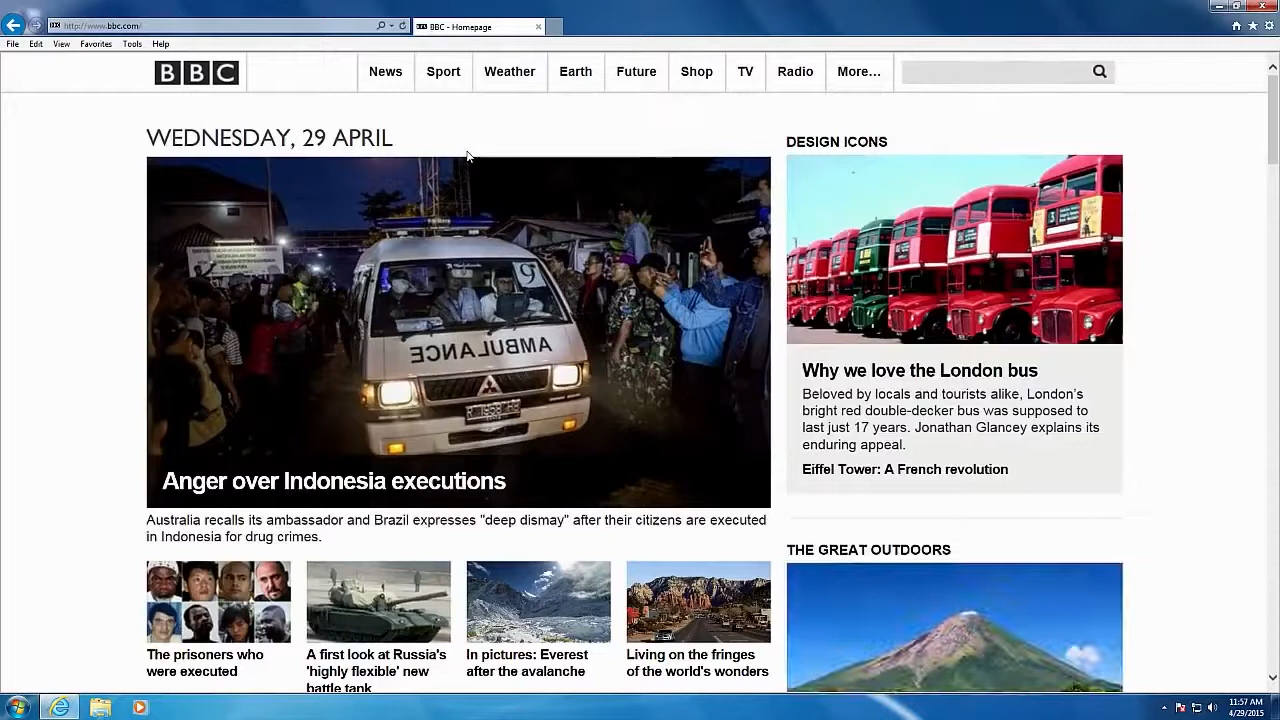 http://www.bbc.com/
BBC - Homepage
File Edit View Favorites Tools Help
BBC
News Sport Weather Earth Future Shop TV Radio More...
WEDNESDAY, 29 APRIL
AMBULANCE
Anger over Indonesia executions
Australia recalls its ambassador and Brazil expresses "deep dismay" after their citizens are executed
in Indonesia for drug crimes.
The prisoners who
were executed
A first look at Russia's
'highly flexible' new
battle tank
In pictures: Everest
after the avalanche
Living on the fringes
of the world's wonders
DESIGN ICONS
Why we love the London bus
Beloved by locals and tourists alike, London's
bright red double-decker bus was supposed to
last just 17 years. Jonathan Glancey explains its
enduring appeal.
Eiffel Tower: A French revolution
THE GREAT OUTDOORS
11:57 AM
4/29/2015